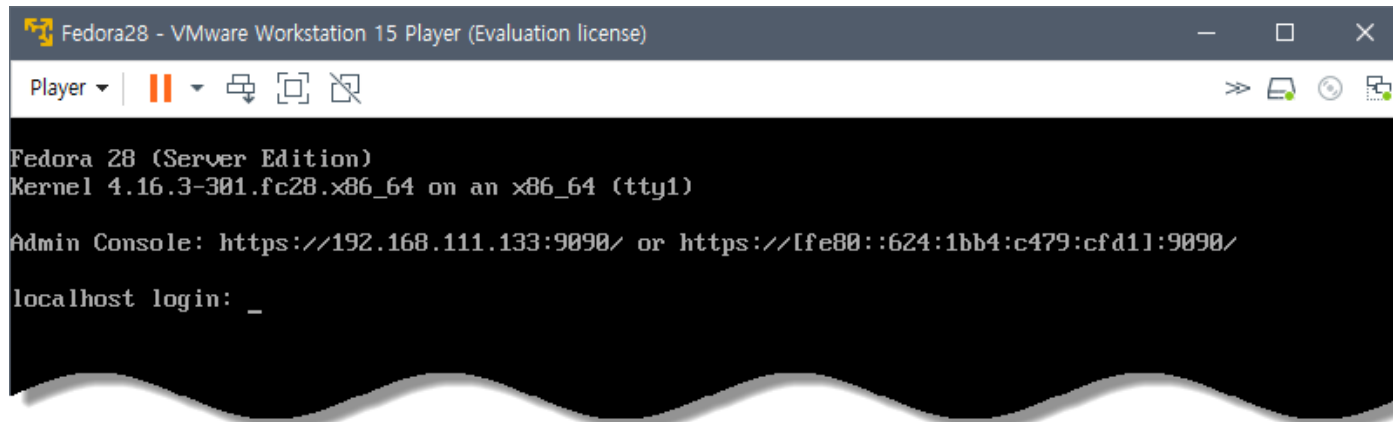 Fedora28 - VMware Workstation 15 Player (Evaluation license)
Player
Fedora 28 (Server Edition)
Kernel 4.16.3-301.fc28.x86_64 on an x86_64 (tty1)
Admin Console: https://192.168.111.133:9090/ or https://[fe80::624:1bb4:c479:cfd1]:9090/
localhost login: _